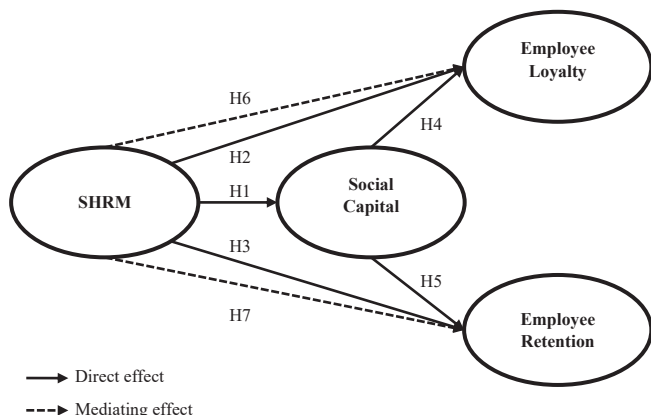 Employee
Loyalty
H6
H4
H2
H1
SHRM
Social
Capital
H3
H5
H7
Employee
Retention
Direct effect
Mediating effect